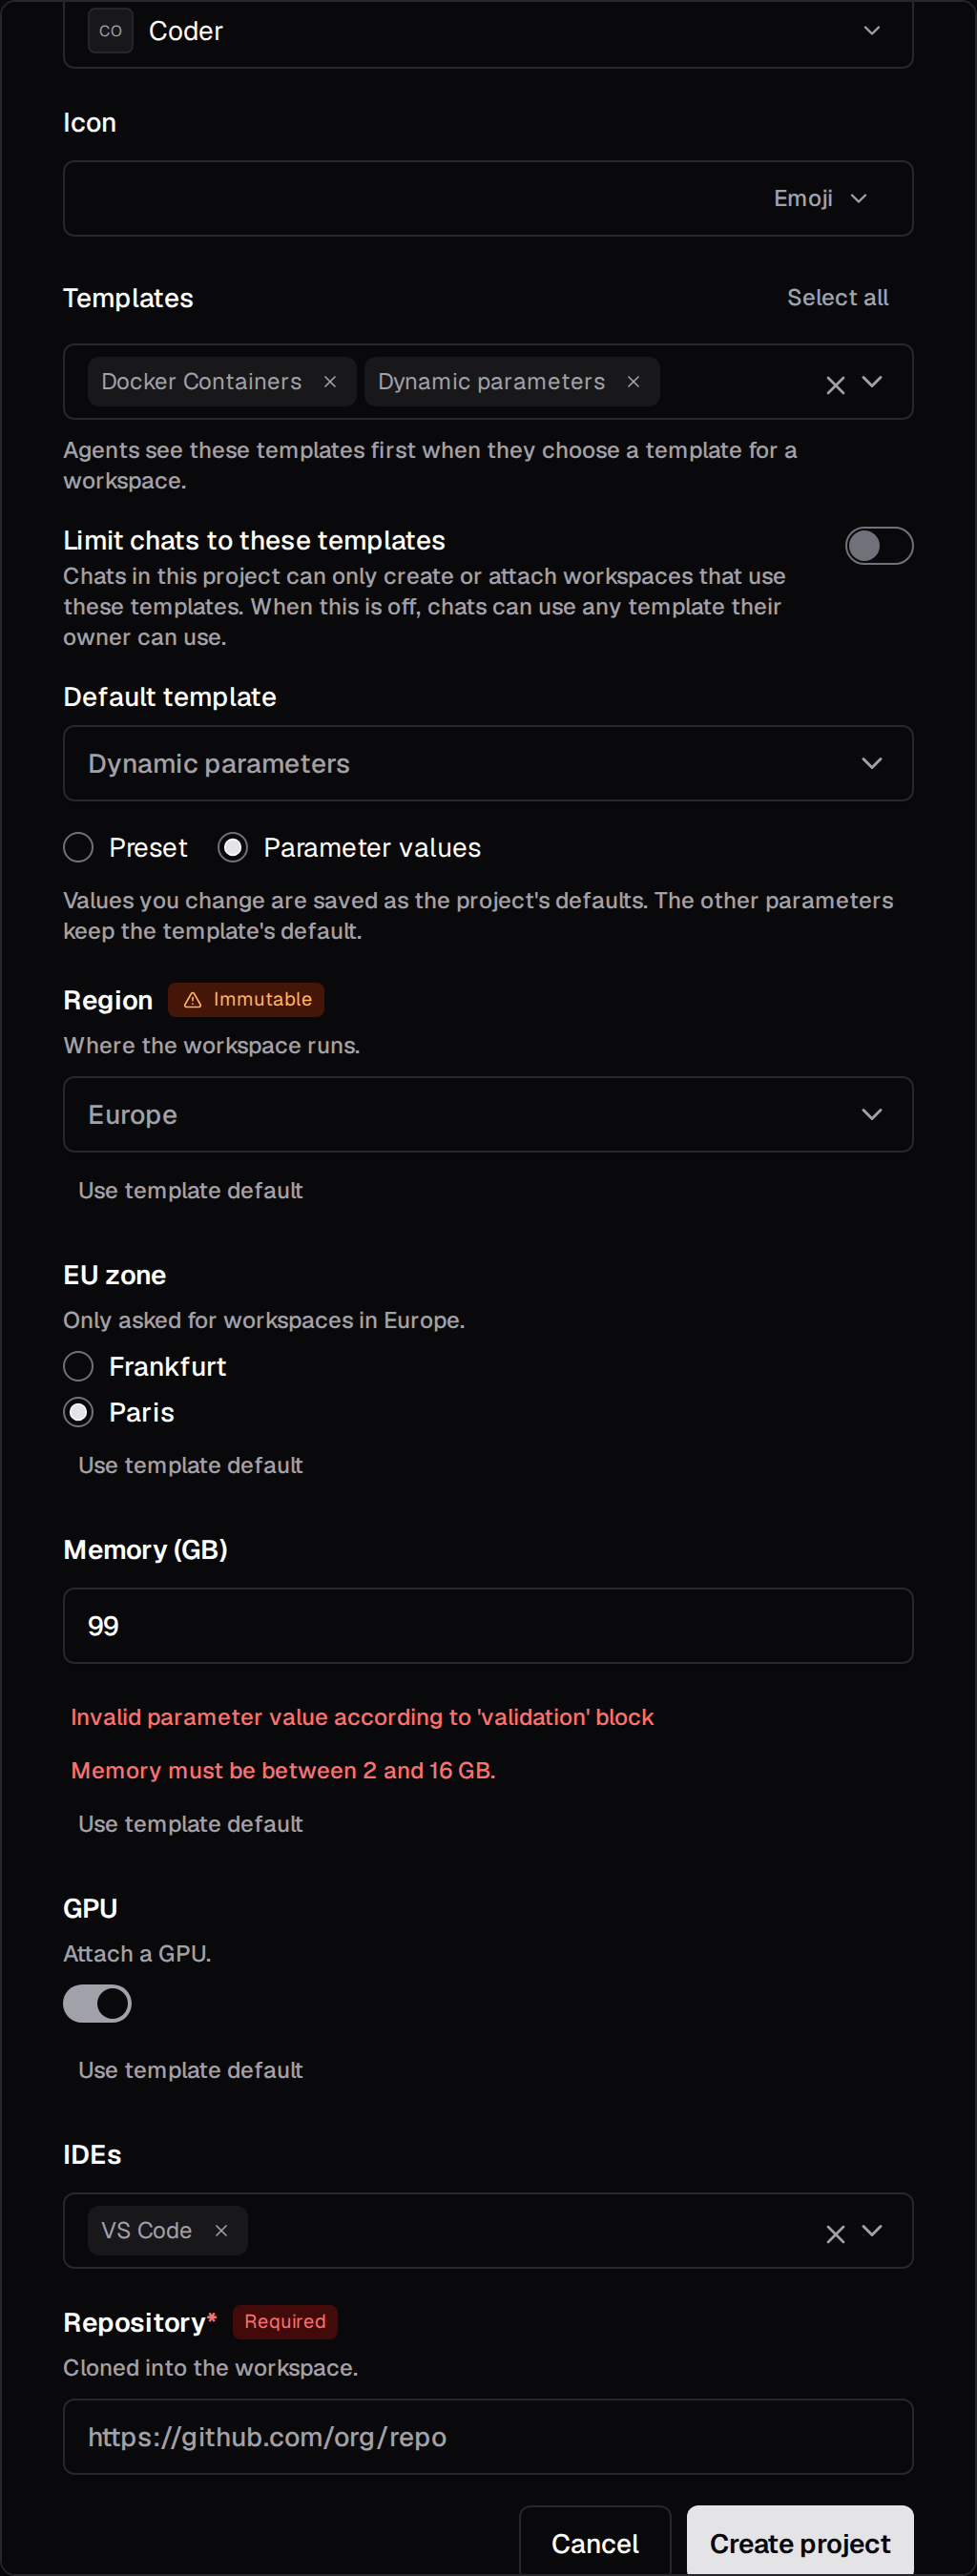 CO Coder
Icon
Emoji
Templates Select all
Docker Containers Dynamic parameters
Agents see these templates first when they choose a template for a
workspace.
Limit chats to these templates
Chats in this project can only create or attach workspaces that use
these templates. When this is off, chats can use any template their
owner can use.
Default template
Dynamic parameters
Preset Parameter values
Values you change are saved as the project's defaults. The other parameters
keep the template's default.
Region Immutable
Where the workspace runs.
Europe
Use template default
EU zone
Only asked for workspaces in Europe.
Frankfurt
Paris
Use template default
Memory (GB)
99
Invalid parameter value according to 'validation' block
Memory must be between 2 and 16 GB.
Use template default
GPU
Attach a GPU.
Use template default
IDEs
VS Code
Repository* Required
Cloned into the workspace.
https://github.com/org/repo
Cancel Create project